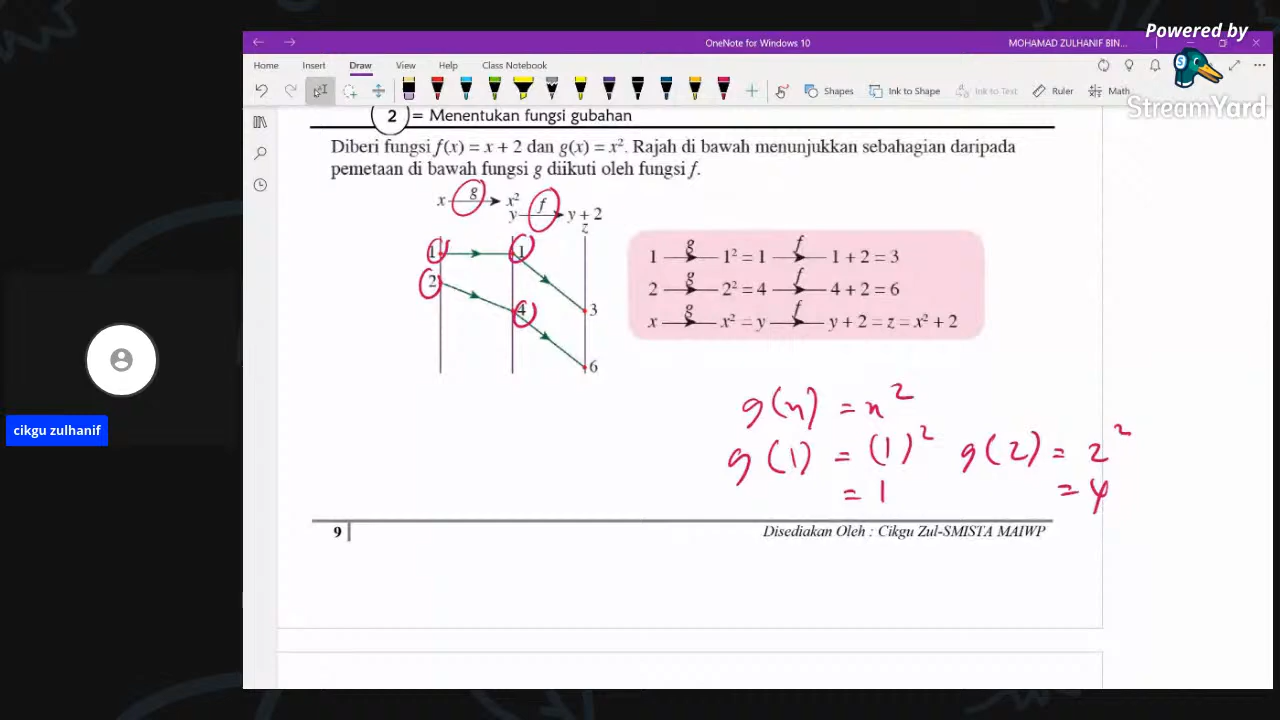 Powered by
StreamYard
OneNote for Windows 10
MOHAMAD ZULHANIF BIN...
Home Insert Draw View Help Class Notebook
Shapes Ink to Shape Ink to Text Ruler Math
2 = Menentukan fungsi gubahan
Diberi fungsi f(x) = x + 2 dan g(x) = x². Rajah di bawah menunjukkan sebahagian daripada
pemetaan di bawah fungsi g diikuti oleh fungsi f.
x g x²
y f y + 2
z
1 1
2
4 3
6
1 g 1² = 1 f 1 + 2 = 3
2 g 2² = 4 f 4 + 2 = 6
x g x² = y f y + 2 = z = x² + 2
g(x) = x²
g(1) = (1)² g(2) = 2²
= 1 = 4
9 Disediakan Oleh : Cikgu Zul-SMISTA MAIWP
cikgu zulhanif